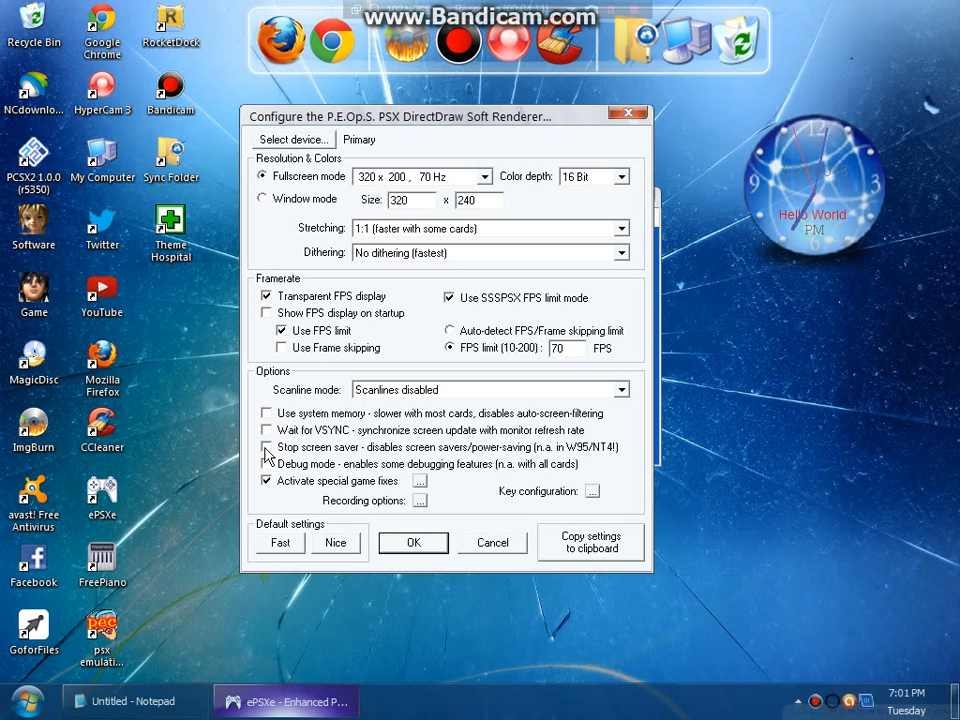 www.Bandicam.com
Recycle Bin
Google Chrome
RocketDock
NCdownlo...
HyperCam 3
Bandicam
PCSX2 1.0.0 (r5350)
My Computer
Sync Folder
Software
Twitter
Theme Hospital
Game
YouTube
MagicDisc
Mozilla Firefox
ImgBurn
CCleaner
avast! Free Antivirus
ePSXe
Facebook
FreePiano
GoforFiles
psx emulati...
Configure the P.E.Op.S. PSX DirectDraw Soft Renderer...
Select device... Primary
Resolution & Colors
Fullscreen mode 320 x 200 , 70 Hz Color depth: 16 Bit
Window mode Size: 320 x 240
Stretching: 1:1 (faster with some cards)
Dithering: No dithering (fastest)
Framerate
Transparent FPS display Use SSSPSX FPS limit mode
Show FPS display on startup
Use FPS limit Auto-detect FPS/Frame skipping limit
Use Frame skipping FPS limit (10-200) : 70 FPS
Options
Scanline mode: Scanlines disabled
Use system memory - slower with most cards, disables auto-screen-filtering
Wait for VSYNC - synchronize screen update with monitor refresh rate
Stop screen saver - disables screen savers/power-saving (n.a. in W95/NT4!)
Debug mode - enables some debugging features (n.a. with all cards)
Activate special game fixes ...
Key configuration: ...
Recording options: ...
Default settings
Fast Nice OK Cancel Copy settings to clipboard
12
9
3
6
Hello World
PM
Untitled - Notepad
ePSXe - Enhanced P...
7:01 PM
Tuesday